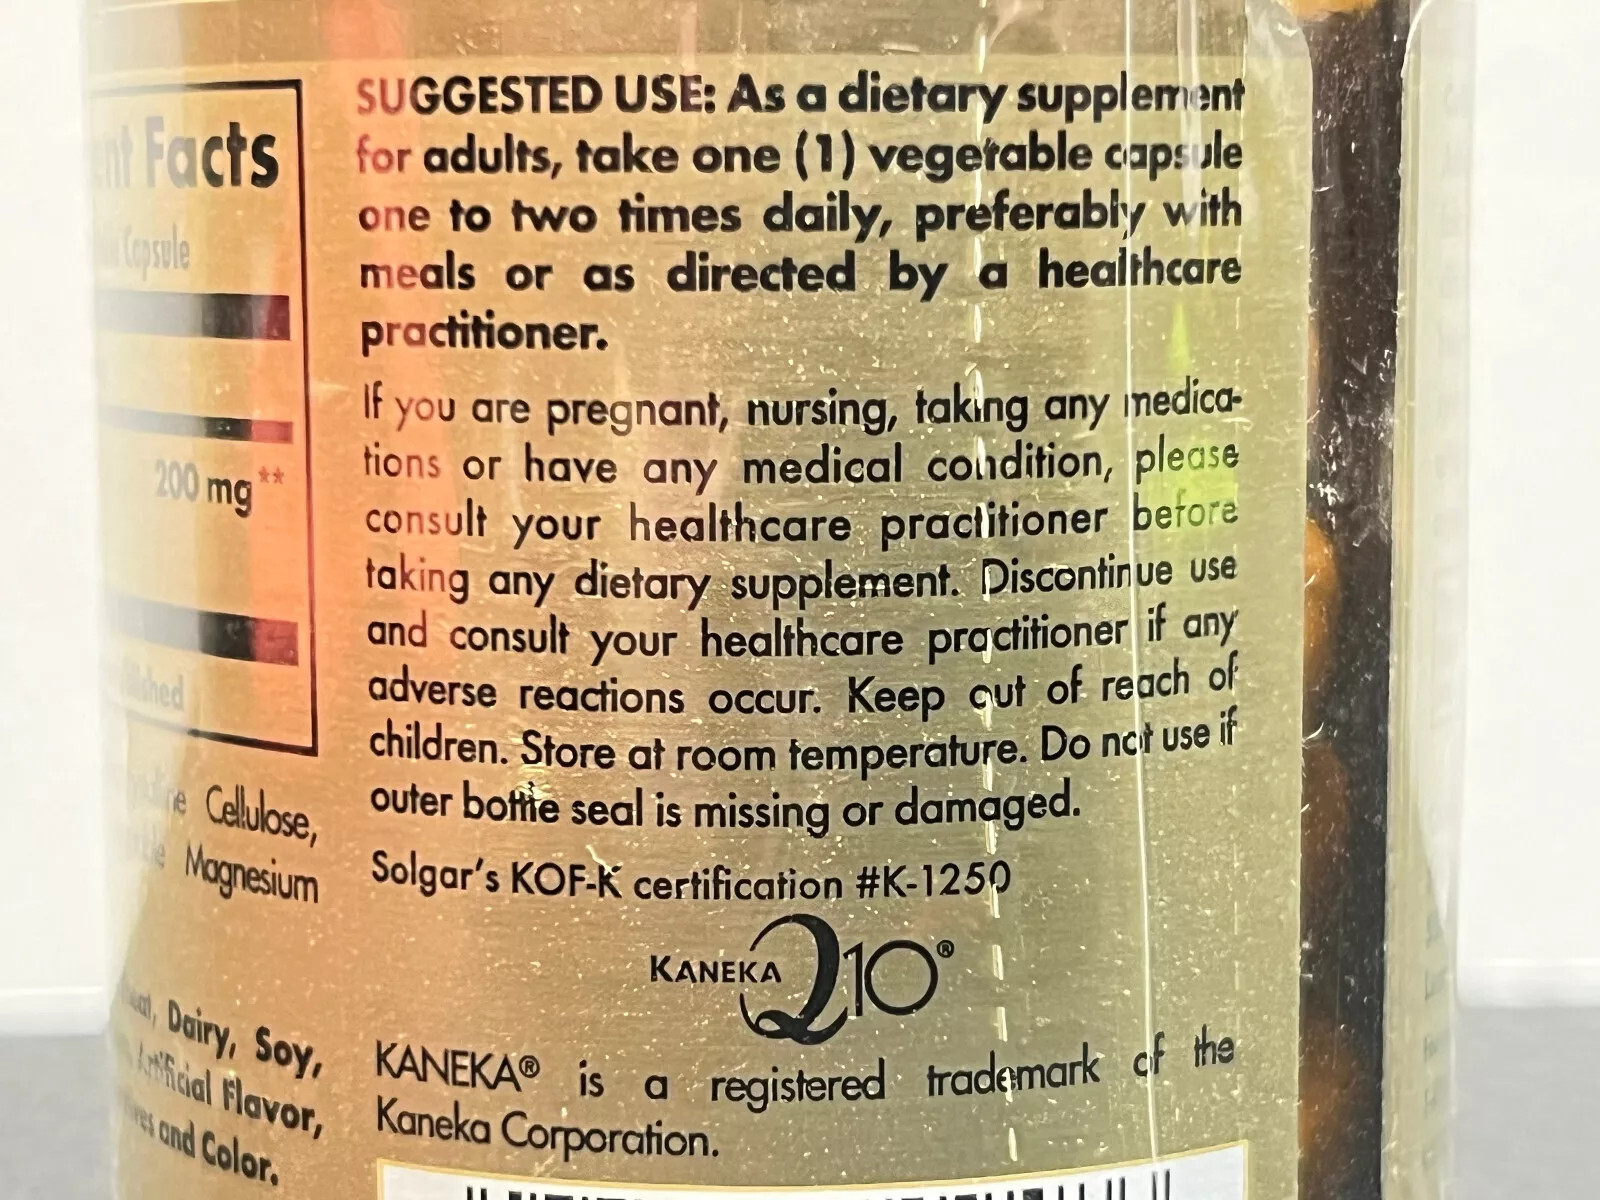 Facts
Capsule
200 mg**
Cellulose,
Magnesium
Dairy, Soy,
Artificial Flavor,
and Color.
SUGGESTED USE: As a dietary supplement
for adults, take one (1) vegetable capsule
one to two times daily, preferably with
meals or as directed by a healthcare
practitioner.
If you are pregnant, nursing, taking any medica-
tions or have any medical condition, please
consult your healthcare practitioner before
taking any dietary supplement. Discontinue use
and consult your healthcare practitioner if any
adverse reactions occur. Keep out of reach of
children. Store at room temperature. Do not use if
outer bottle seal is missing or damaged.
Solgar's KOF-K certification #K-1250
KANEKA Q10®
KANEKA® is a registered trademark of the
Kaneka Corporation.